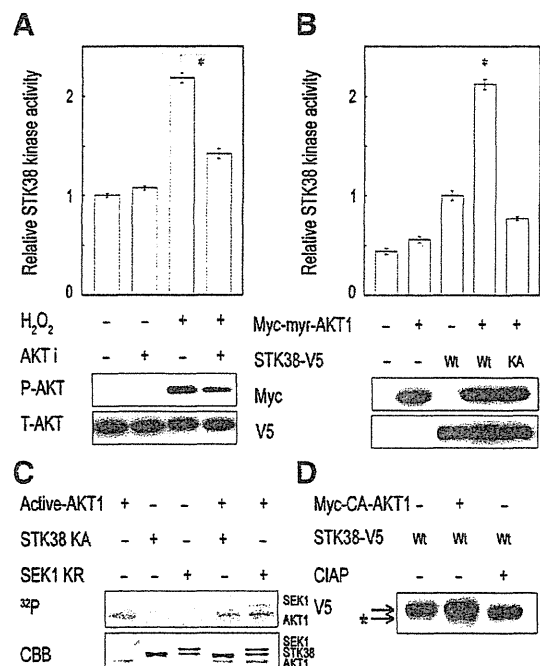 A
B
Relative STK38 kinase activity
2
*
1
0
H₂O₂ - - + +
AKT i - + - +
P-AKT
T-AKT
Relative STK38 kinase activity
2
*
1
0
Myc-myr-AKT1 - + - + +
STK38-V5 - - Wt Wt KA
Myc
V5
C
Active-AKT1 + - - + +
STK38 KA - + - + -
SEK1 KR - - + - +
³²P
SEK1
AKT1
CBB
SEK1
STK38
AKT1
D
Myc-CA-AKT1 - + -
STK38-V5 Wt Wt Wt
CIAP - - +
V5
*